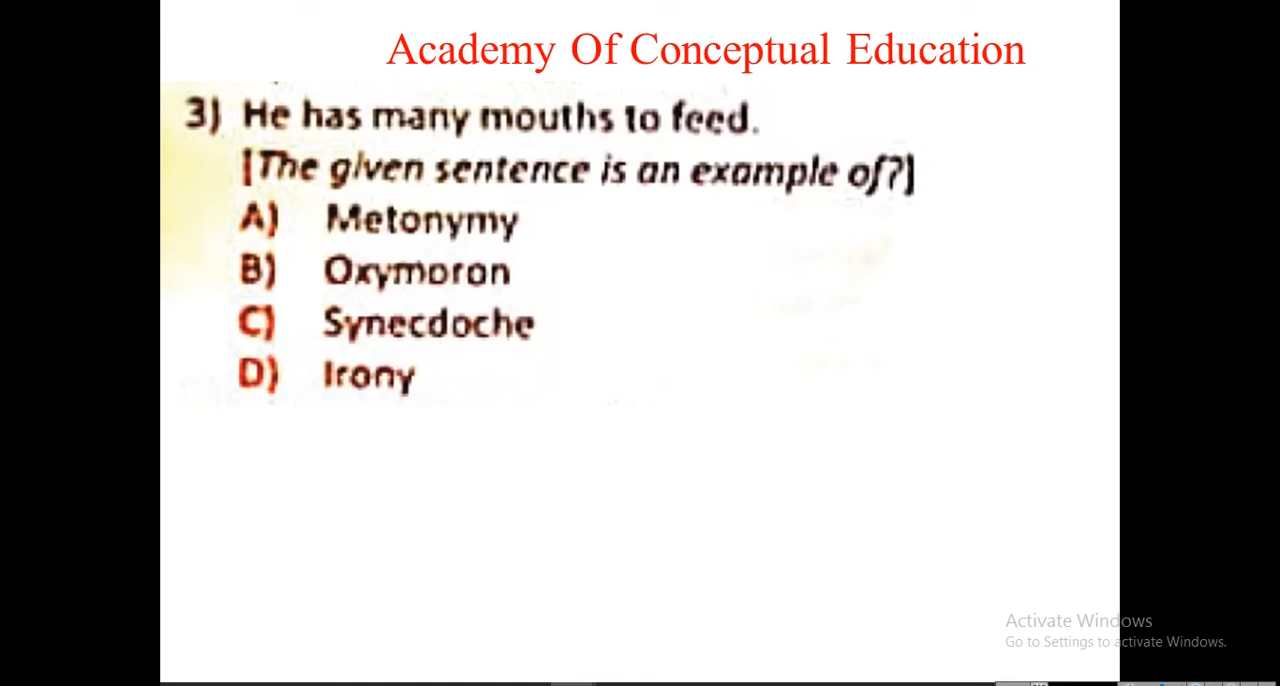 Academy Of Conceptual Education
3) He has many mouths to feed.
[The given sentence is an example of?]
A) Metonymy
B) Oxymoron
C) Synecdoche
D) Irony
Activate Windows
Go to Settings to activate Windows.